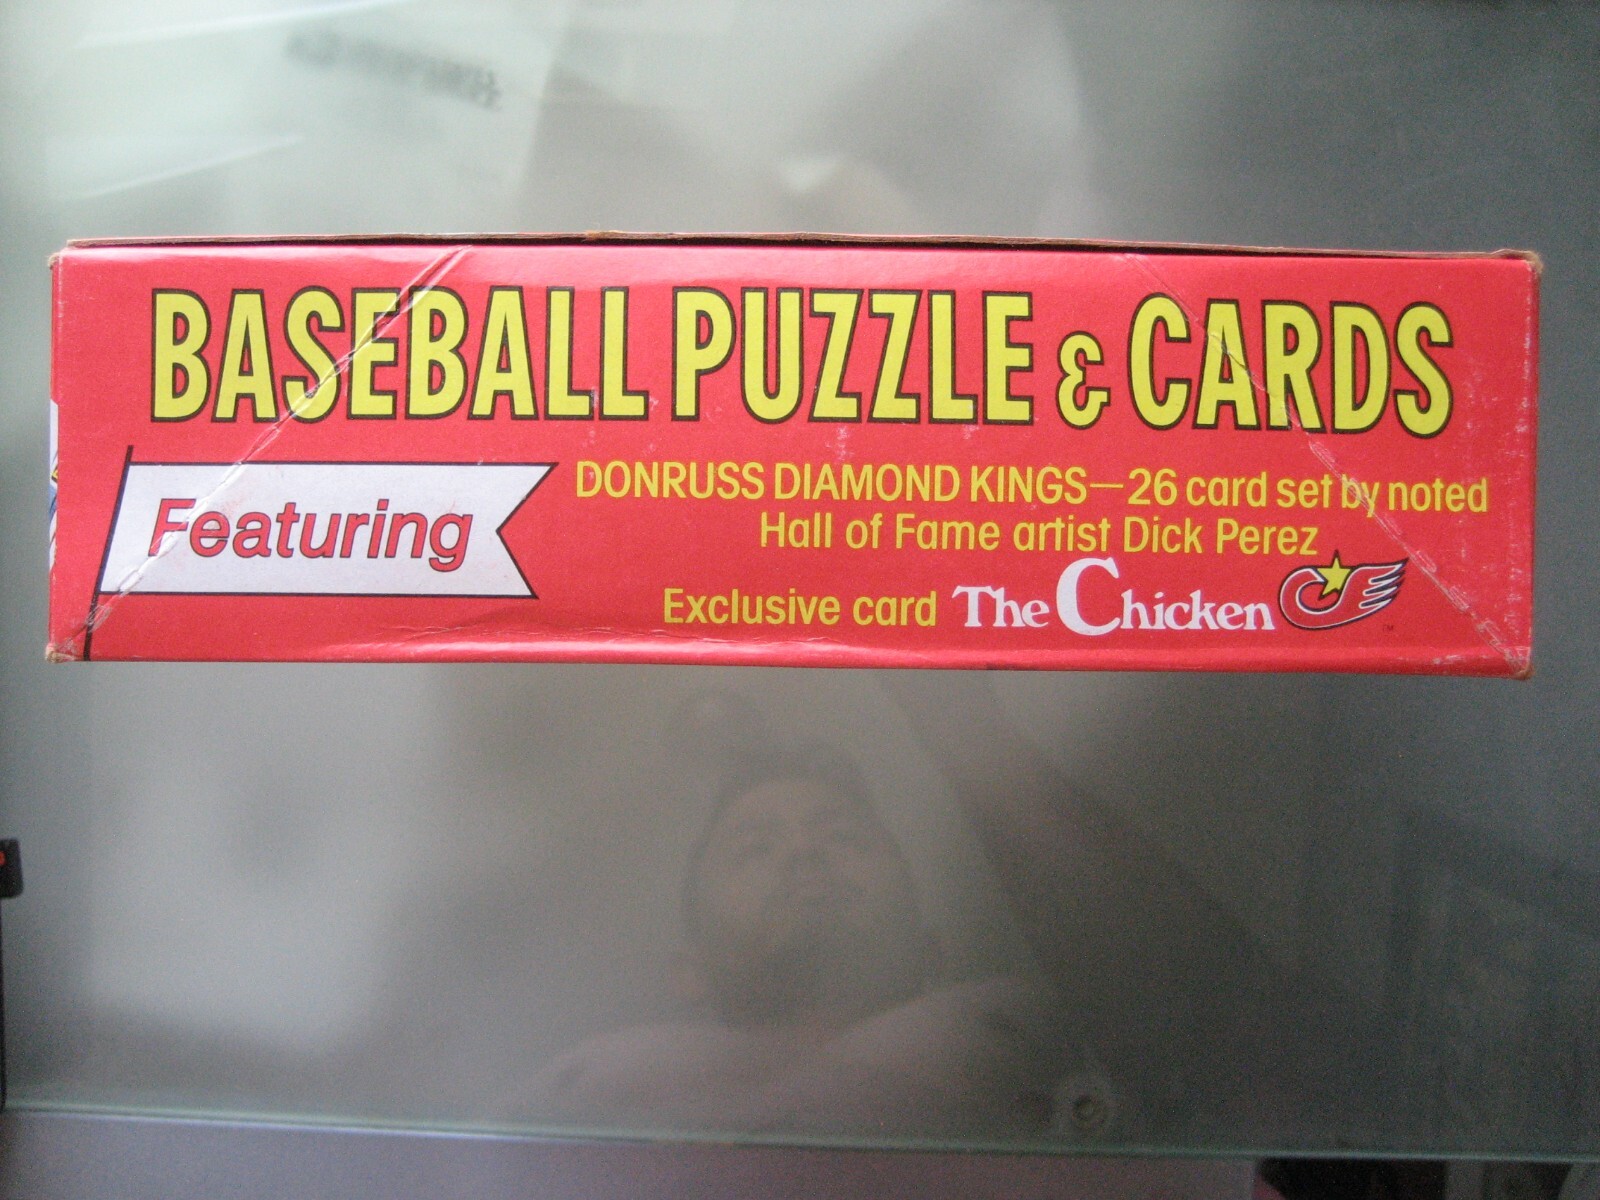 BASEBALL PUZZLE & CARDS
Featuring
DONRUSS DIAMOND KINGS—26 card set by noted
Hall of Fame artist Dick Perez
Exclusive card The Chicken
TM